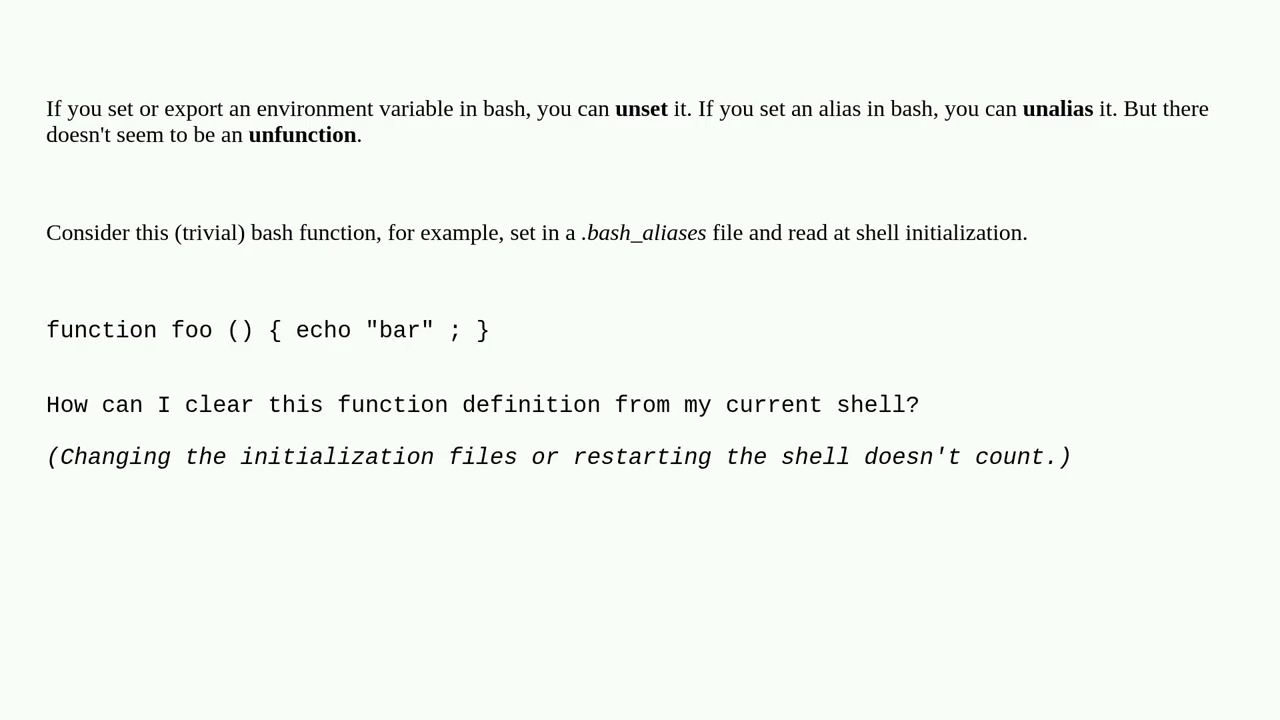 If you set or export an environment variable in bash, you can unset it. If you set an alias in bash, you can unalias it. But there
doesn't seem to be an unfunction.
Consider this (trivial) bash function, for example, set in a .bash_aliases file and read at shell initialization.
function foo () { echo "bar" ; }
How can I clear this function definition from my current shell?
(Changing the initialization files or restarting the shell doesn't count.)